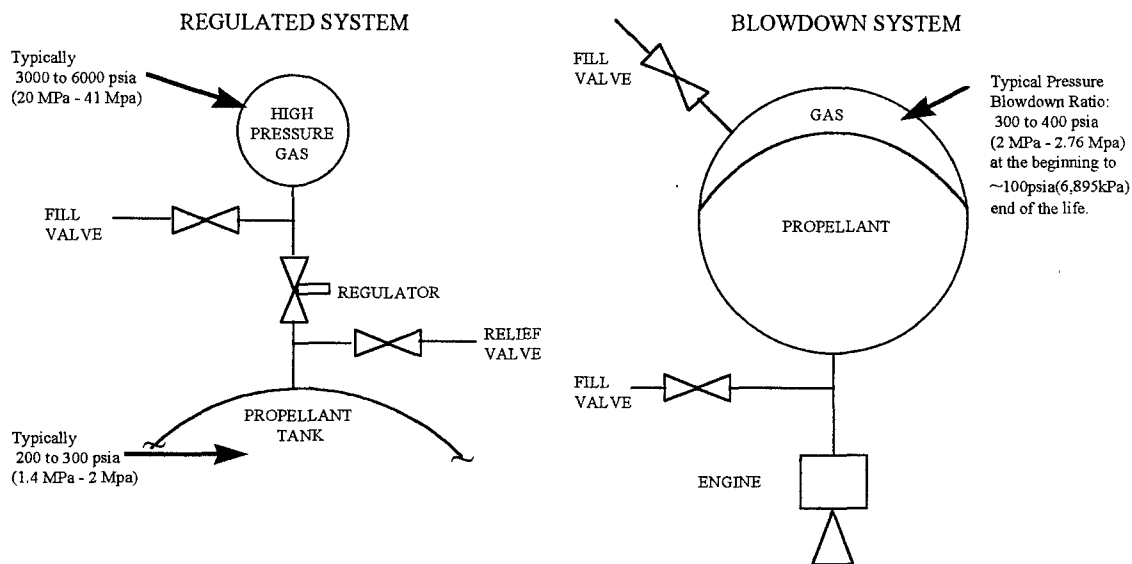 REGULATED SYSTEM
Typically
3000 to 6000 psia
(20 MPa - 41 Mpa)
HIGH
PRESSURE
GAS
FILL
VALVE
REGULATOR
RELIEF
VALVE
PROPELLANT
TANK
Typically
200 to 300 psia
(1.4 MPa - 2 Mpa)
BLOWDOWN SYSTEM
FILL
VALVE
GAS
Typical Pressure
Blowdown Ratio:
300 to 400 psia
(2 MPa - 2.76 Mpa)
at the beginning to
~100psia(6,895kPa)
end of the life.
PROPELLANT
FILL
VALVE
ENGINE